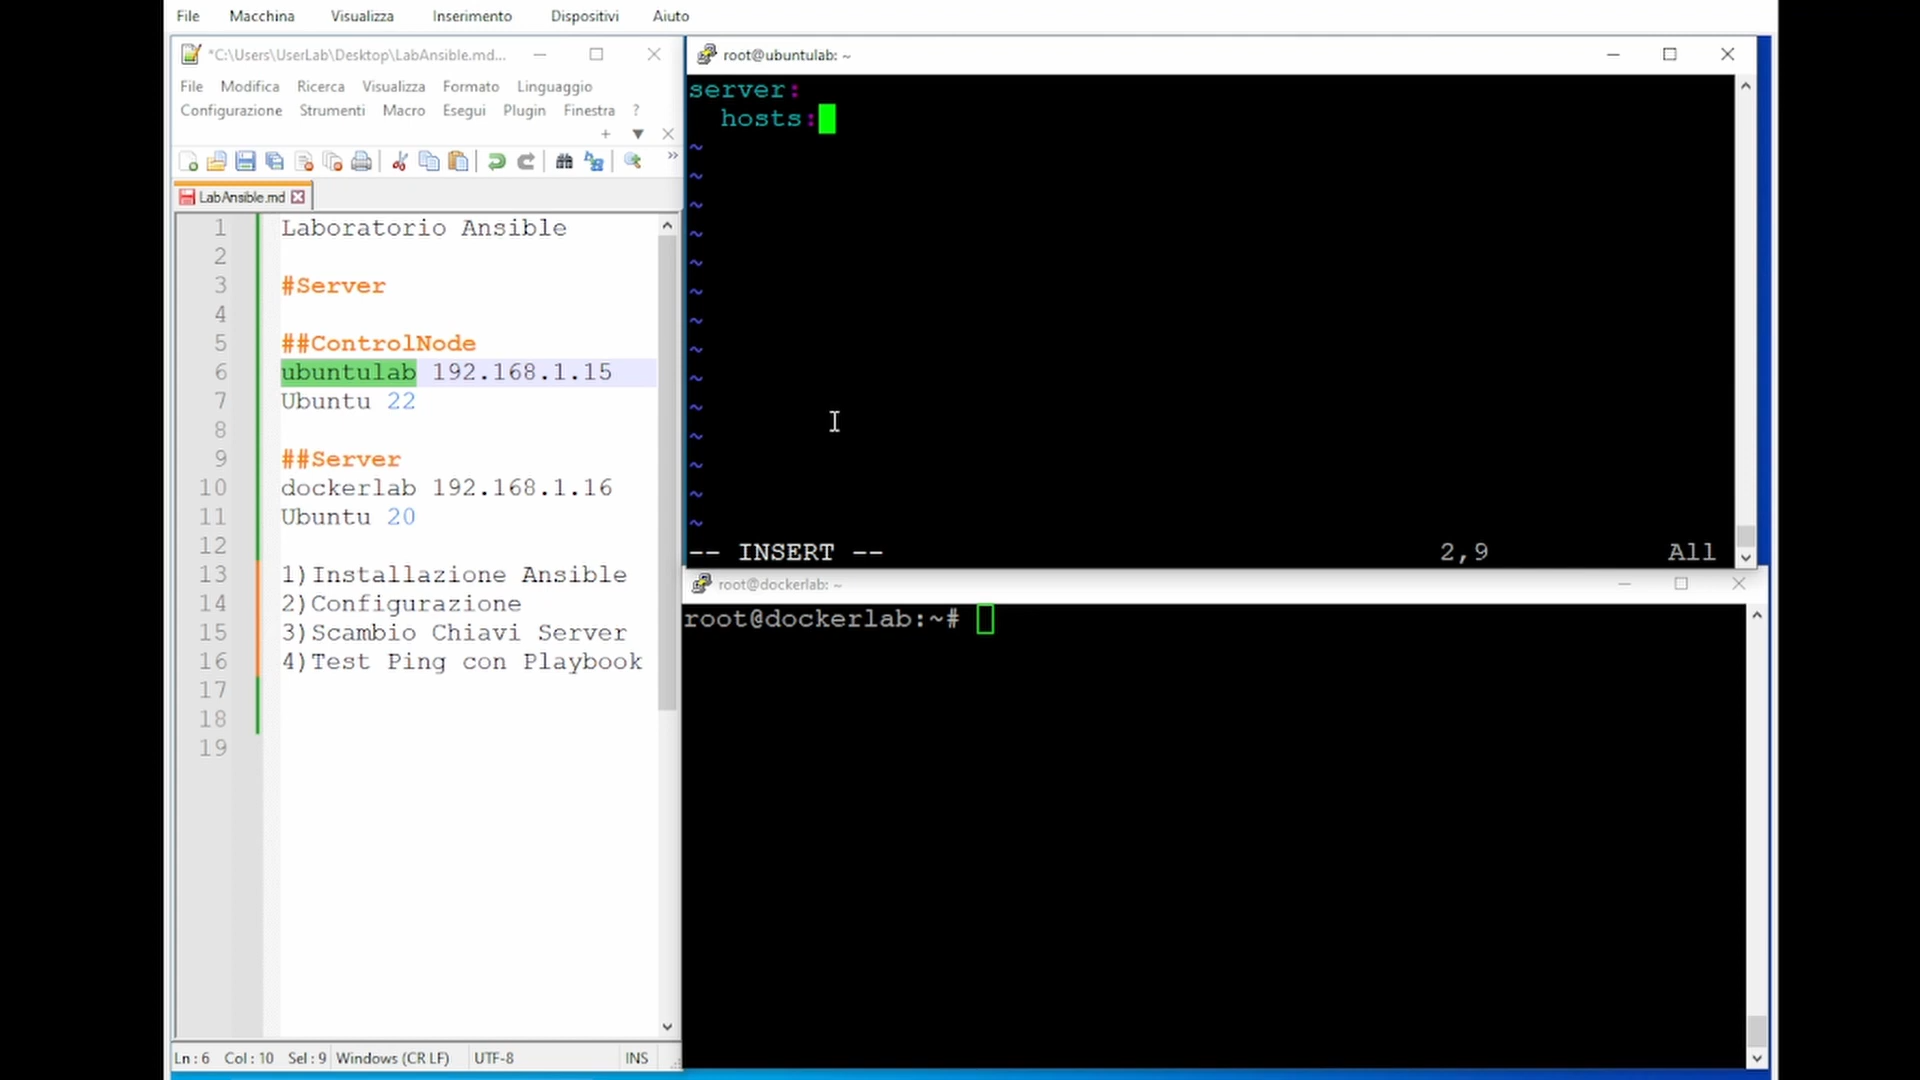 File Macchina Visualizza Inserimento Dispositivi Aiuto
*C:\Users\UserLab\Desktop\LabAnsible.md...
File Modifica Ricerca Visualizza Formato Linguaggio
Configurazione Strumenti Macro Esegui Plugin Finestra ?
LabAnsible.md
1 Laboratorio Ansible
2
3 #Server
4
5 ##ControlNode
6 ubuntulab 192.168.1.15
7 Ubuntu 22
8
9 ##Server
10 dockerlab 192.168.1.16
11 Ubuntu 20
12
13 1)Installazione Ansible
14 2)Configurazione
15 3)Scambio Chiavi Server
16 4)Test Ping con Playbook
17
18
19
Ln : 6 Col : 10 Sel : 9 Windows (CR LF) UTF-8 INS
root@ubuntulab: ~
server:
hosts:
~
~
~
~
~
~
~
~
~
~
~
~
~
~
-- INSERT -- 2,9 All
root@dockerlab: ~
root@dockerlab:~#